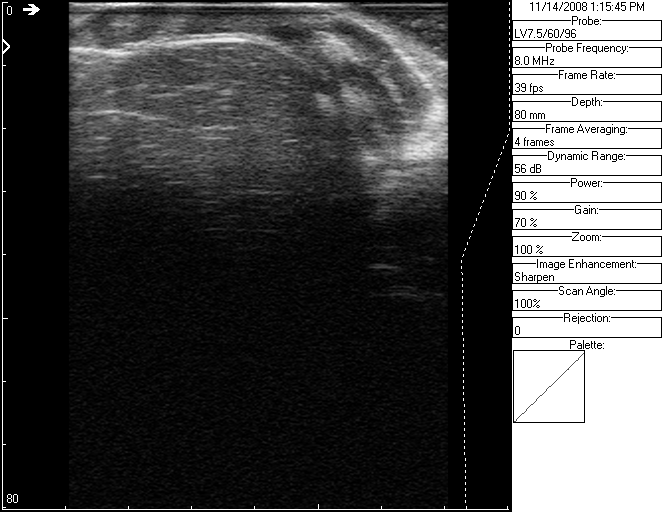 0
80
11/14/2008 1:15:45 PM
Probe:
LV7.5/60/96
Probe Frequency:
8.0 MHz
Frame Rate:
39 fps
Depth:
80 mm
Frame Averaging:
4 frames
Dynamic Range:
56 dB
Power:
90 %
Gain:
70 %
Zoom:
100 %
Image Enhancement:
Sharpen
Scan Angle:
100%
Rejection:
0
Palette: